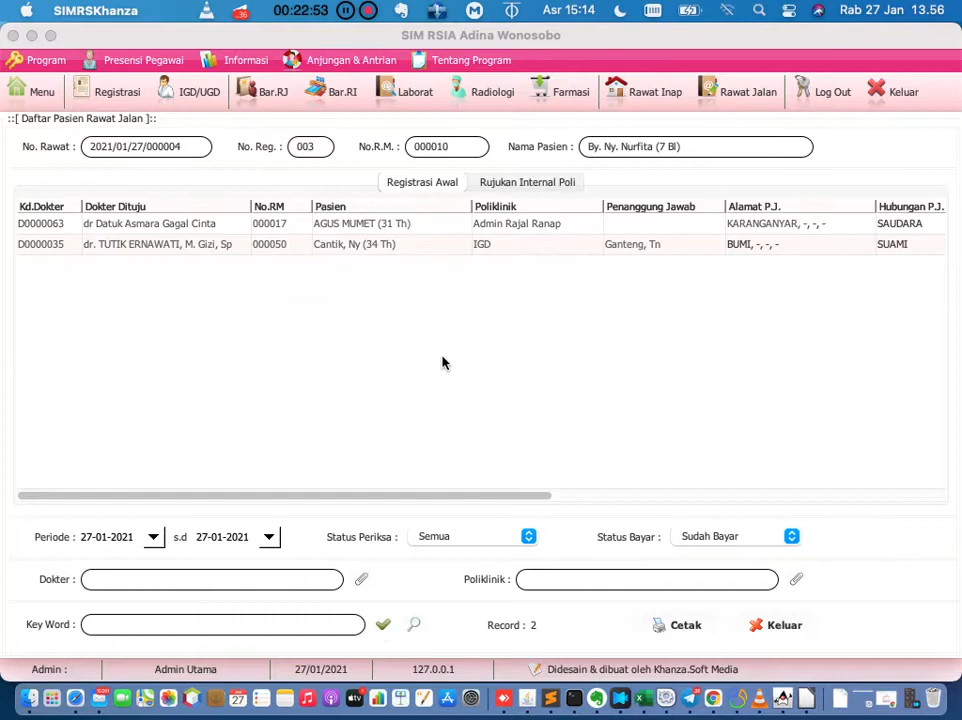 SIMRSKhanza 36 00:22:53 Asr 15:14 Rab 27 Jan 13.56
SIM RSIA Adina Wonosobo
Program Presensi Pegawai Informasi Anjungan & Antrian Tentang Program
Menu Registrasi IGD/UGD Bar.RJ Bar.RI Laborat Radiologi Farmasi Rawat Inap Rawat Jalan Log Out Keluar
::[ Daftar Pasien Rawat Jalan ]::
No. Rawat : 2021/01/27/000004 No. Reg. : 003 No.R.M. : 000010 Nama Pasien : By. Ny. Nurfita (7 Bl)
Registrasi Awal Rujukan Internal Poli
Kd.Dokter Dokter Dituju No.RM Pasien Poliklinik Penanggung Jawab Alamat P.J. Hubungan P.J.
D0000063 dr Datuk Asmara Gagal Cinta 000017 AGUS MUMET (31 Th) Admin Rajal Ranap KARANGANYAR, -, -, - SAUDARA
D0000035 dr. TUTIK ERNAWATI, M. Gizi, Sp 000050 Cantik, Ny (34 Th) IGD Ganteng, Tn BUMI, -, -, - SUAMI
Periode : 27-01-2021 s.d 27-01-2021 Status Periksa : Semua Status Bayar : Sudah Bayar
Dokter : Poliklinik :
Key Word : Record : 2 Cetak Keluar
Admin : Admin Utama 27/01/2021 127.0.0.1 Didesain & dibuat oleh Khanza.Soft Media